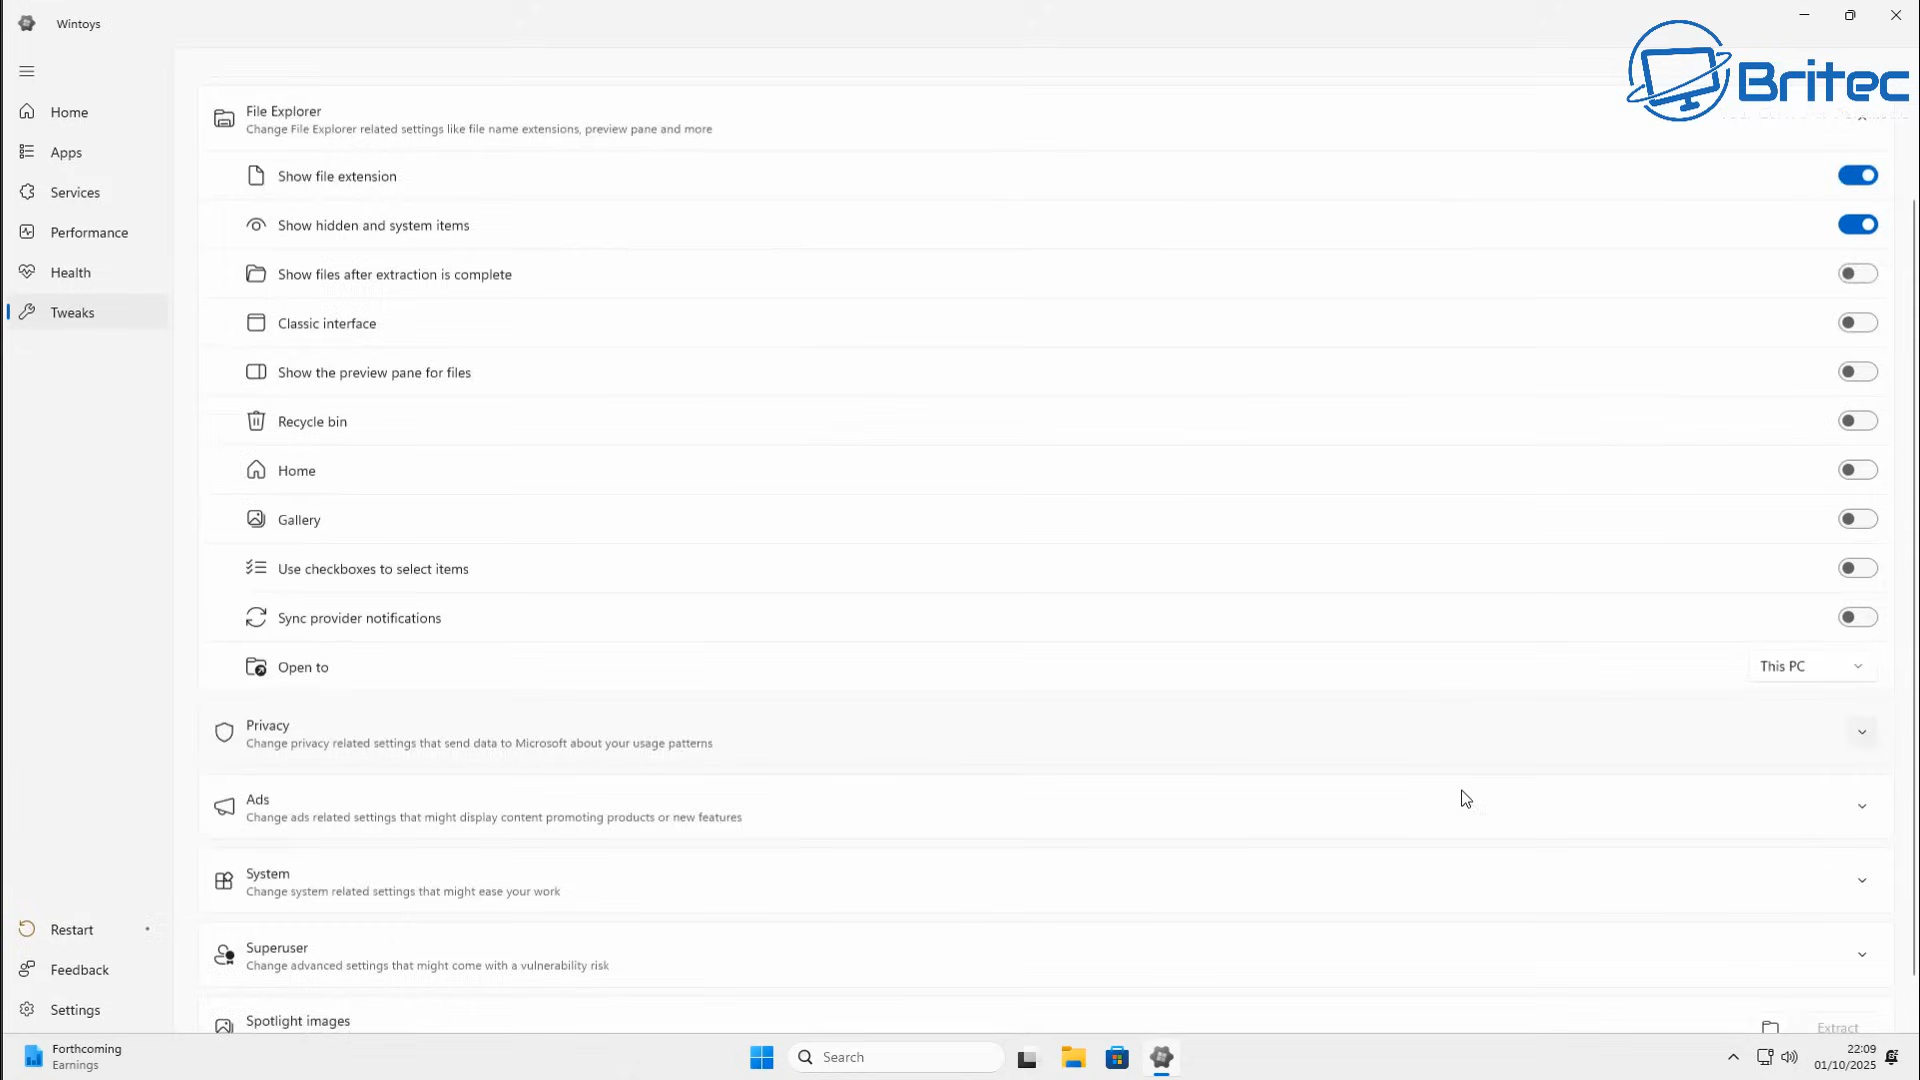 Wintoys
Britec
Home
Apps
Services
Performance
Health
Tweaks
File Explorer
Change File Explorer related settings like file name extensions, preview pane and more
Show file extension
Show hidden and system items
Show files after extraction is complete
Classic interface
Show the preview pane for files
Recycle bin
Home
Gallery
Use checkboxes to select items
Sync provider notifications
Open to
This PC
Privacy
Change privacy related settings that send data to Microsoft about your usage patterns
Ads
Change ads related settings that might display content promoting products or new features
System
Change system related settings that might ease your work
Superuser
Change advanced settings that might come with a vulnerability risk
Spotlight images
Extract
Restart
Feedback
Settings
Forthcoming
Earnings
Search
22:09
01/10/2025